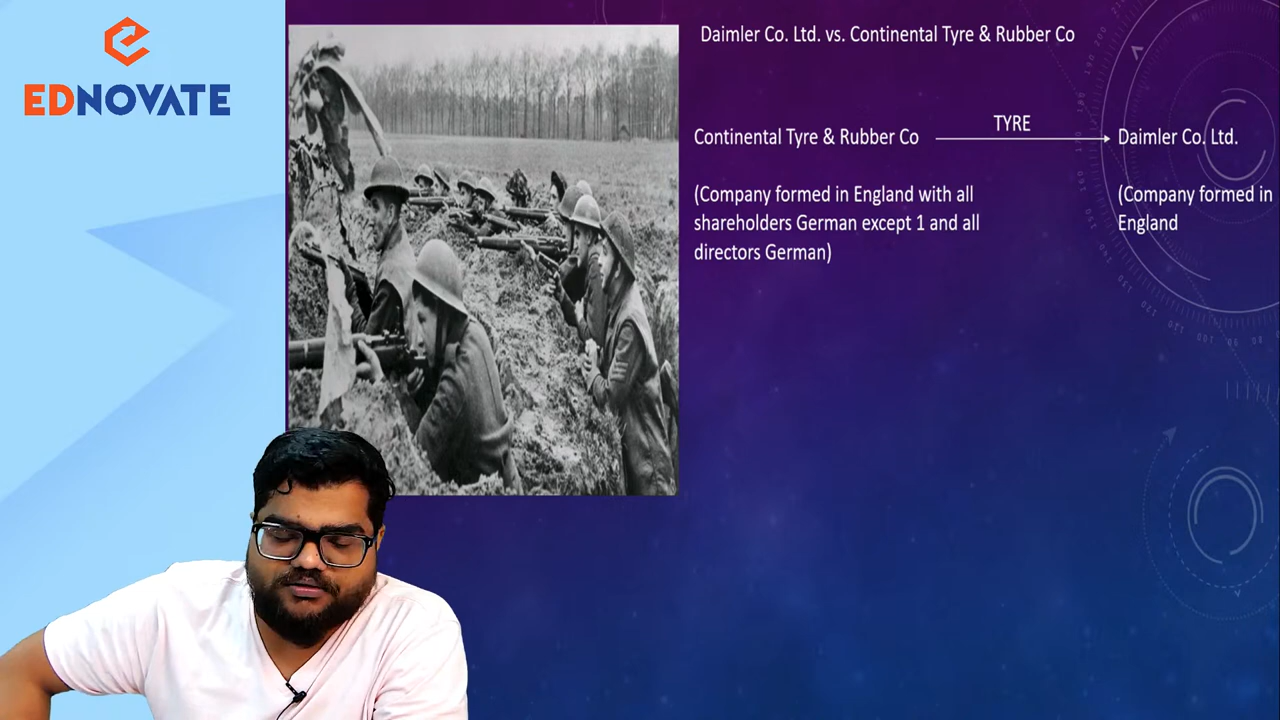 EDNOVATE
Daimler Co. Ltd. vs. Continental Tyre & Rubber Co
TYRE
Continental Tyre & Rubber Co
Daimler Co. Ltd.
(Company formed in England with all
shareholders German except 1 and all
directors German)
(Company formed in
England